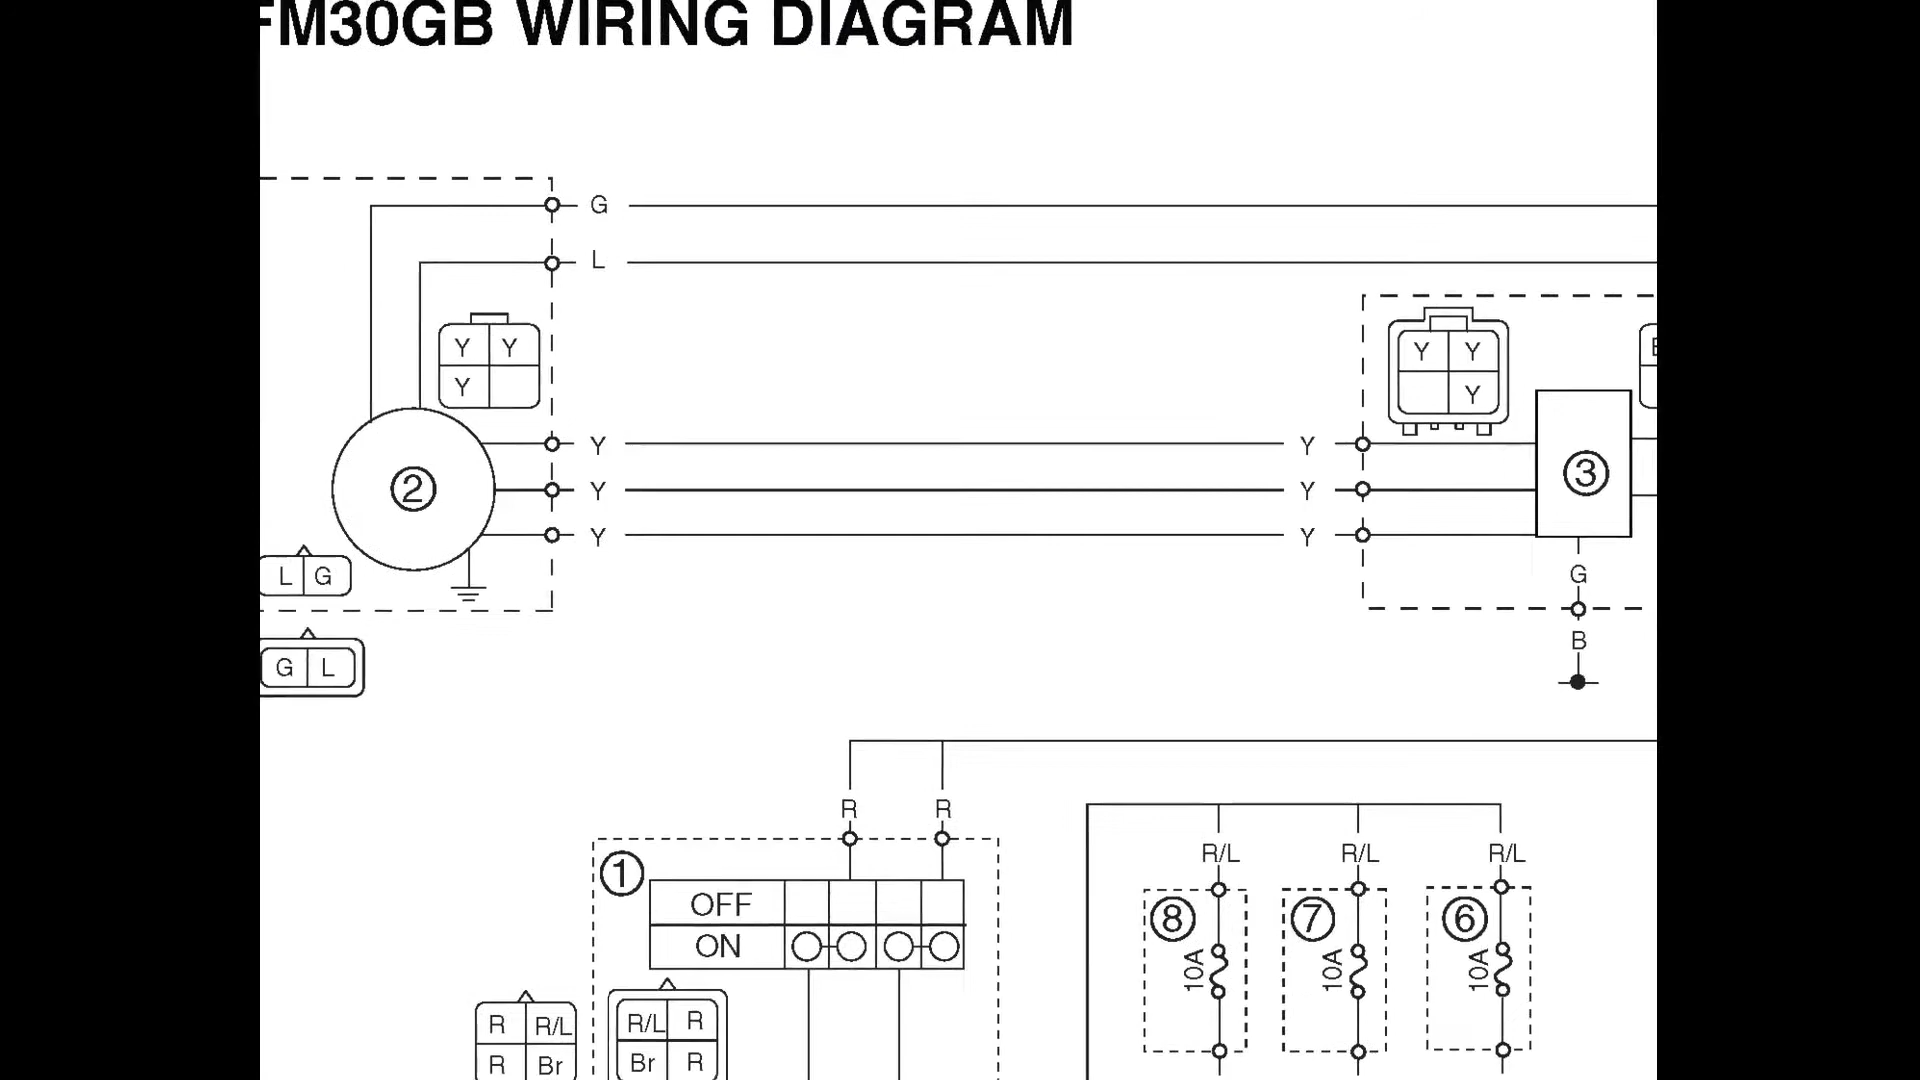 FM30GB WIRING DIAGRAM
G
L
Y Y
Y
Y Y
Y
Y Y
2
Y Y
3
Y Y
L G
G
G L
B
R R
1
OFF
ON
R/L R/L R/L
8 7 6
10A 10A 10A
R R/L
R Br
R/L R
Br R